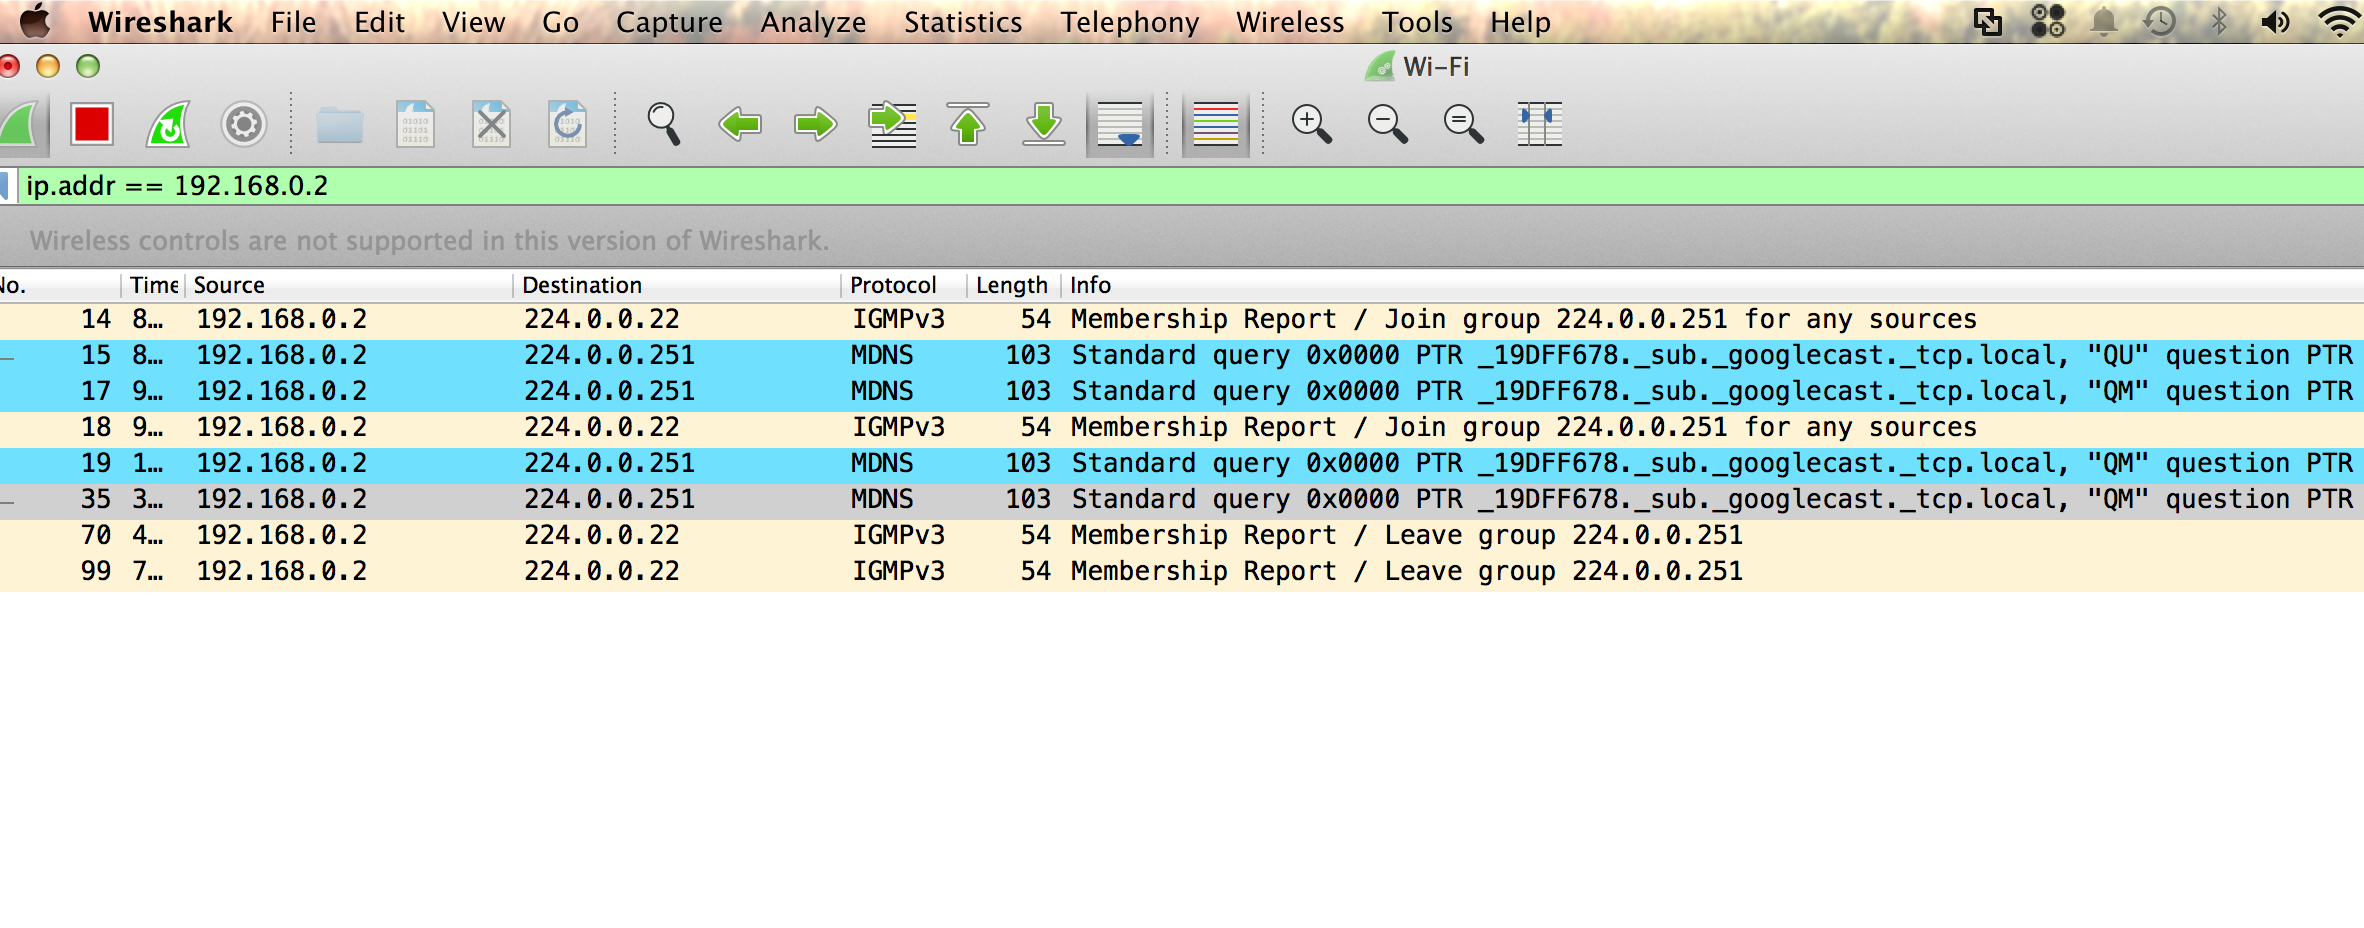 Wireshark File Edit View Go Capture Analyze Statistics Telephony Wireless Tools Help
Wi-Fi
ip.addr == 192.168.0.2
Wireless controls are not supported in this version of Wireshark.
No. Time Source Destination Protocol Length Info
14 8… 192.168.0.2 224.0.0.22 IGMPv3 54 Membership Report / Join group 224.0.0.251 for any sources
15 8… 192.168.0.2 224.0.0.251 MDNS 103 Standard query 0x0000 PTR _19DFF678._sub._googlecast._tcp.local, "QU" question PTR
17 9… 192.168.0.2 224.0.0.251 MDNS 103 Standard query 0x0000 PTR _19DFF678._sub._googlecast._tcp.local, "QM" question PTR
18 9… 192.168.0.2 224.0.0.22 IGMPv3 54 Membership Report / Join group 224.0.0.251 for any sources
19 1… 192.168.0.2 224.0.0.251 MDNS 103 Standard query 0x0000 PTR _19DFF678._sub._googlecast._tcp.local, "QM" question PTR
35 3… 192.168.0.2 224.0.0.251 MDNS 103 Standard query 0x0000 PTR _19DFF678._sub._googlecast._tcp.local, "QM" question PTR
70 4… 192.168.0.2 224.0.0.22 IGMPv3 54 Membership Report / Leave group 224.0.0.251
99 7… 192.168.0.2 224.0.0.22 IGMPv3 54 Membership Report / Leave group 224.0.0.251